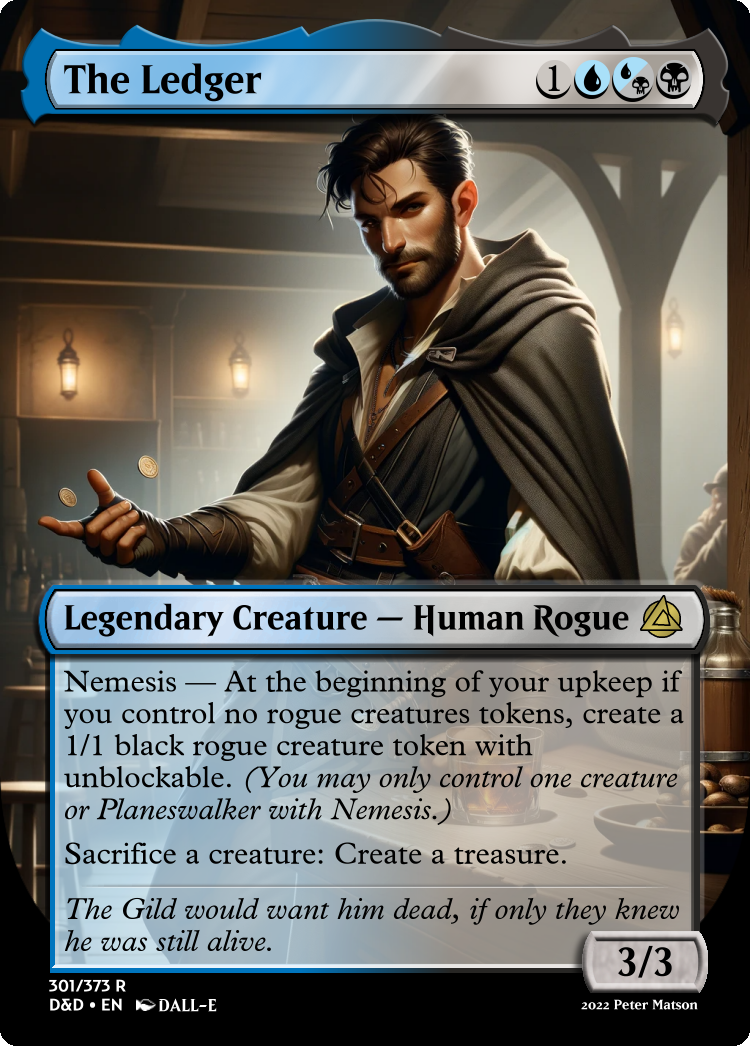 The Ledger 1
Legendary Creature — Human Rogue
Nemesis — At the beginning of your upkeep if
you control no rogue creatures tokens, create a
1/1 black rogue creature token with
unblockable. (You may only control one creature
or Planeswalker with Nemesis.)
Sacrifice a creature: Create a treasure.
The Gild would want him dead, if only they knew
he was still alive.
3/3
301/373 R
D&D • EN DALL-E
2022 Peter Matson